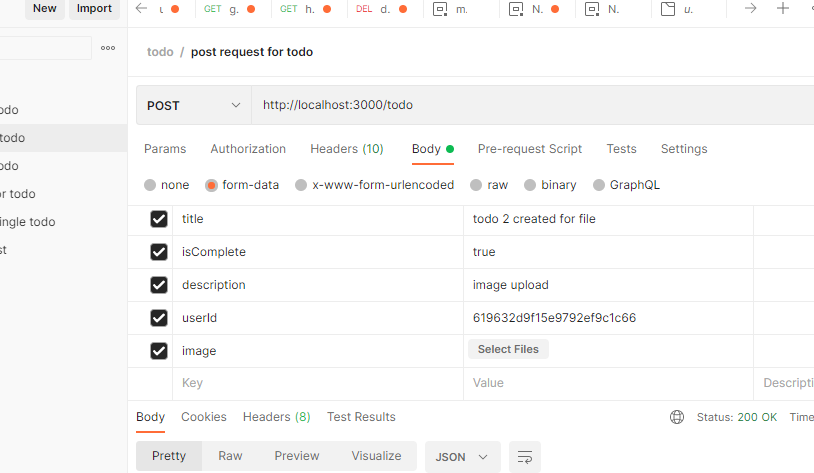 New Import
GET g. GET h. DEL d. m. N. N. u.
todo / post request for todo
odo
todo
odo
or todo
ingle todo
st
POST http://localhost:3000/todo
Params Authorization Headers (10) Body Pre-request Script Tests Settings
none form-data x-www-form-urlencoded raw binary GraphQL
title todo 2 created for file
isComplete true
description image upload
userId 619632d9f15e9792ef9c1c66
image Select Files
Key Value Descripti
Body Cookies Headers (8) Test Results Status: 200 OK Time
Pretty Raw Preview Visualize JSON